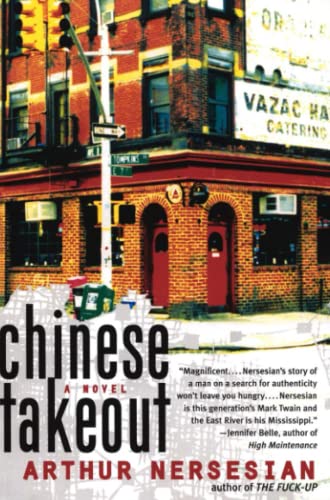 VAZAC HA
CATERING
TOMPKINS
chinese
A NOVEL
takeout
"Magnificent. . . . Nersesian's story of
a man on a search for authenticity
won't leave you hungry. . . . Nersesian
is this generation's Mark Twain and
the East River is his Mississippi."
—Jennifer Belle, author of
High Maintenance
ARTHUR NERSESIAN
author of THE FUCK-UP